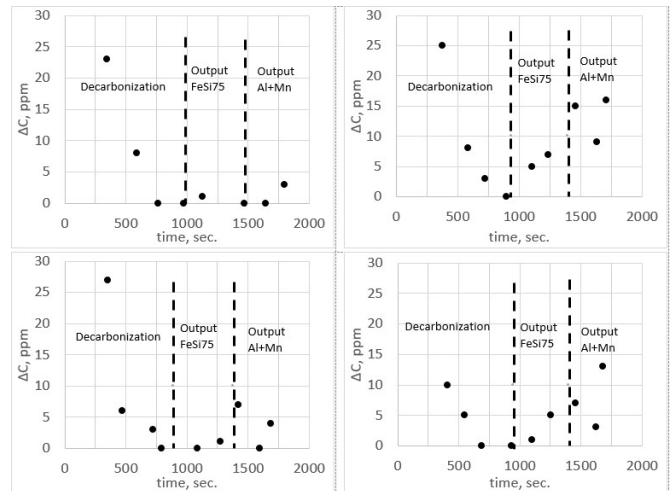 30
25
20
15
10
5
0
ΔC, ppm
Decarbonization
Output
FeSi75
Output
Al+Mn
0 500 1000 1500 2000
time, sec.
30
25
20
15
10
5
0
ΔC, ppm
Decarbonization
Output
FeSi75
Output
Al+Mn
0 500 1000 1500 2000
time, sec.
30
25
20
15
10
5
0
ΔC, ppm
Decarbonization
Output
FeSi75
Output
Al+Mn
0 500 1000 1500 2000
time, sec.
30
25
20
15
10
5
0
ΔC, ppm
Decarbonization
Output
FeSi75
Output
Al+Mn
0 500 1000 1500 2000
time, sec.